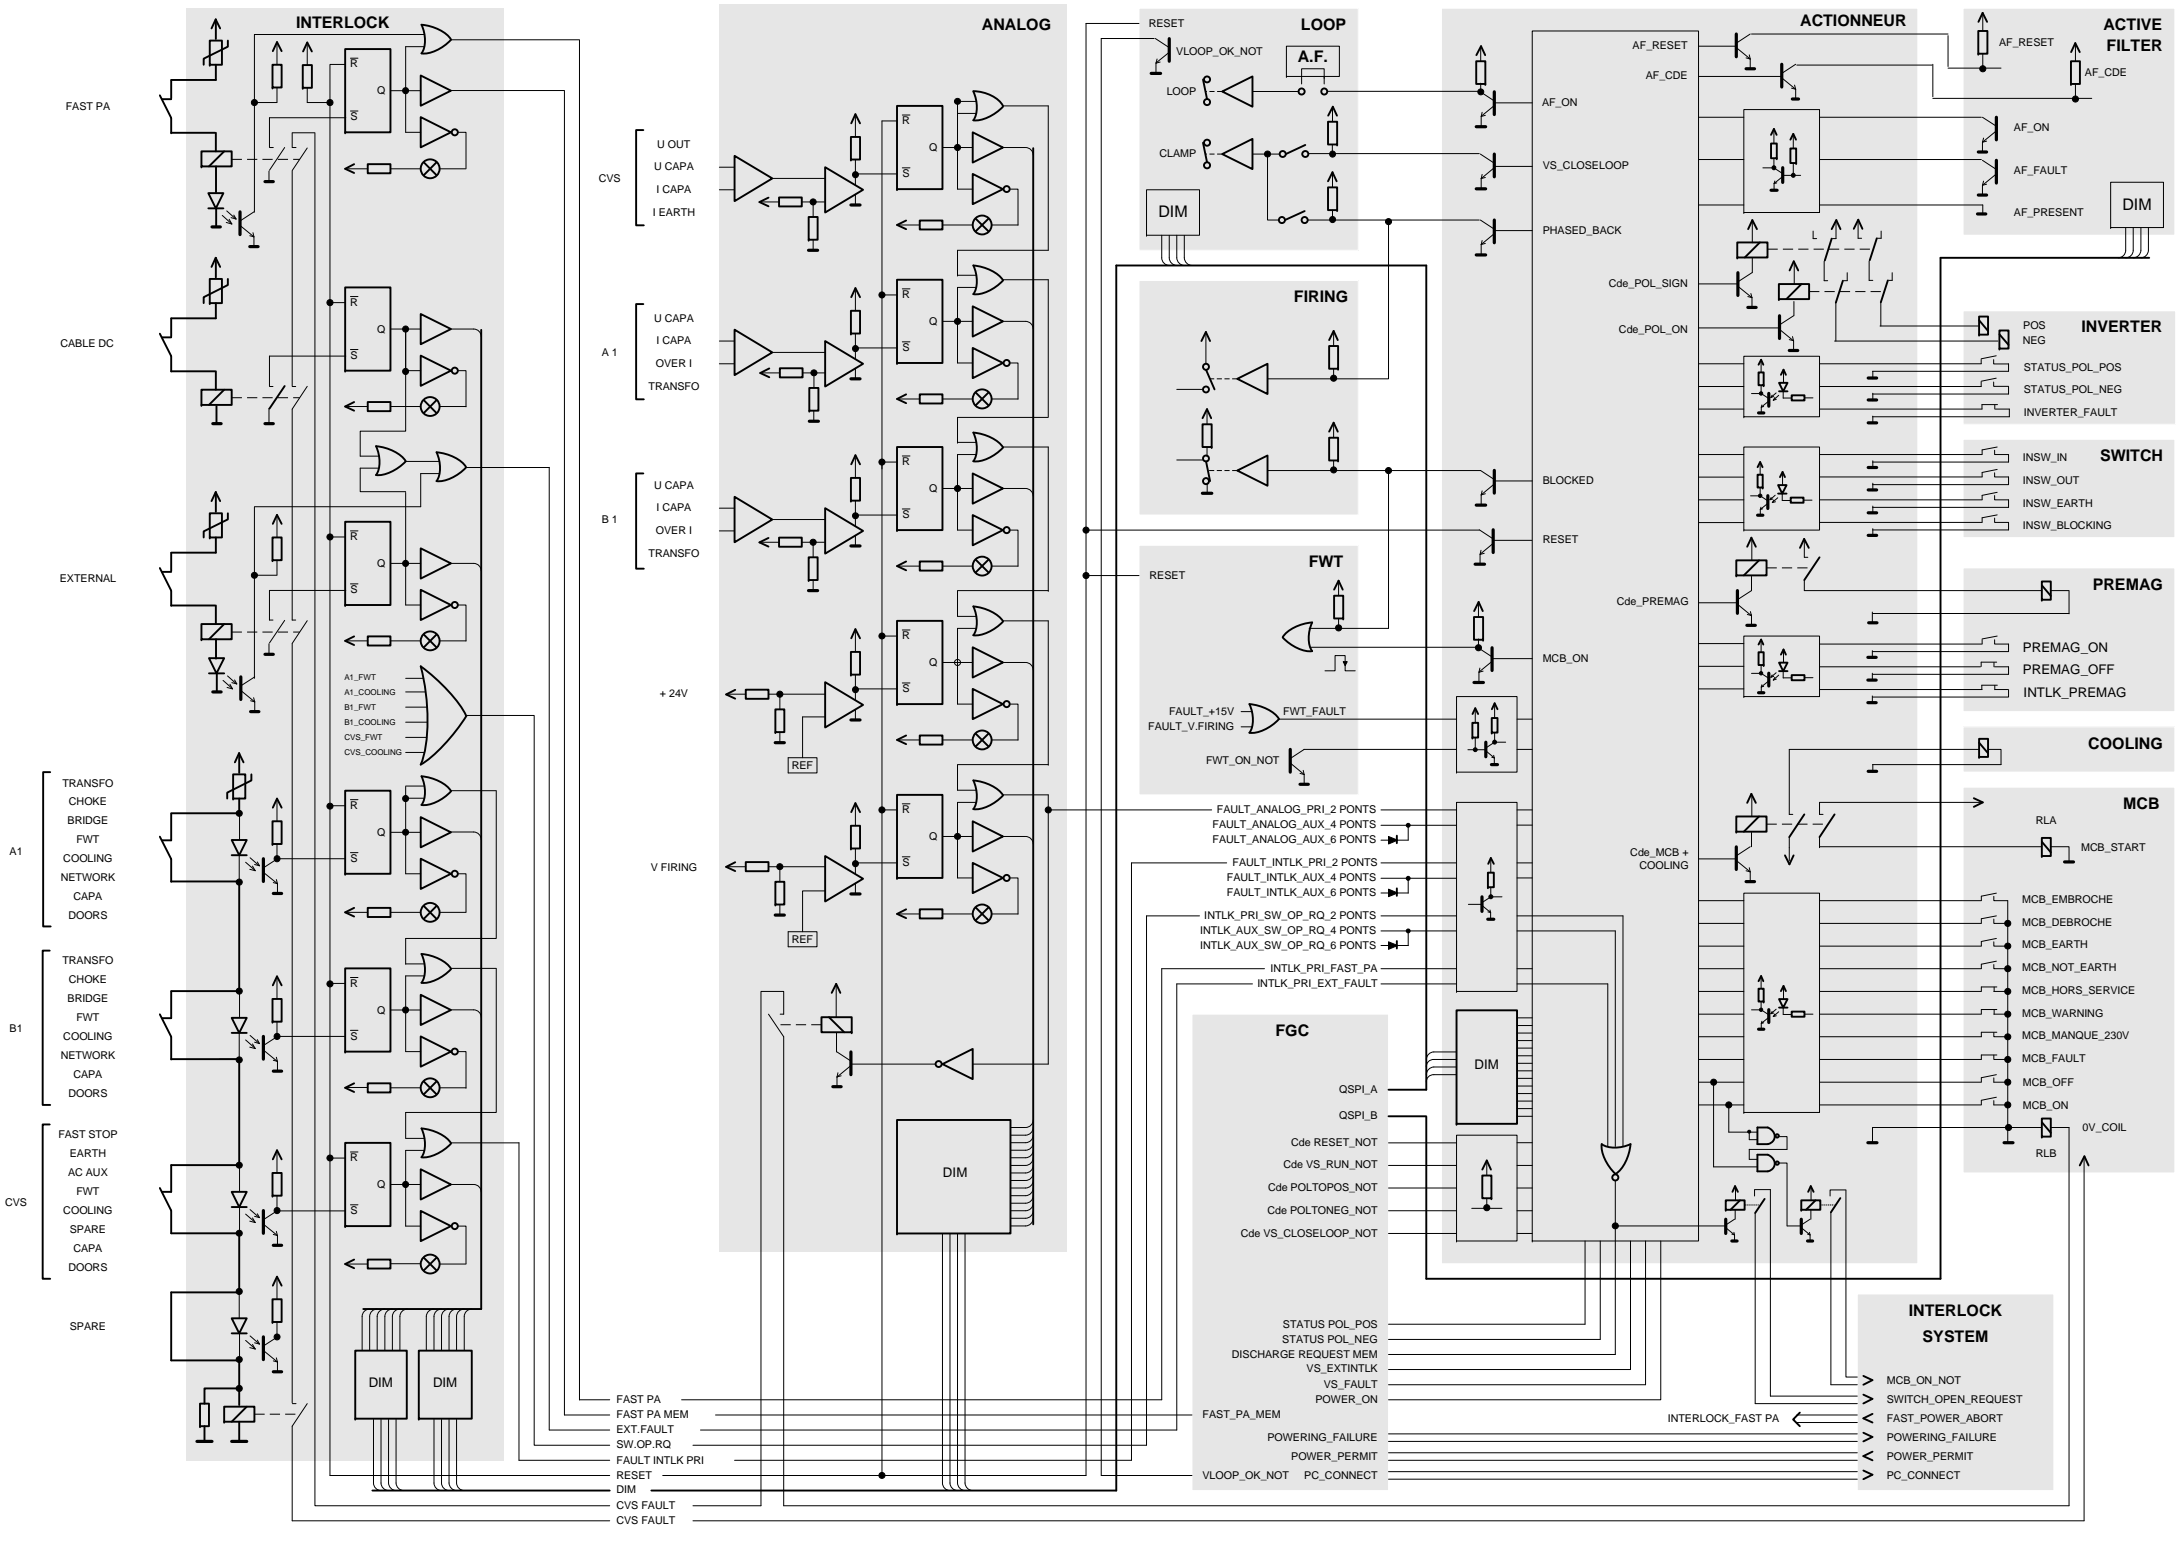 INTERLOCK
FAST PA
R
Q
S
CABLE DC
R
Q
S
EXTERNAL
R
Q
S
A1_FWT
A1_COOLING
B1_FWT
B1_COOLING
CVS_FWT
CVS_COOLING
A1
TRANSFO
CHOKE
BRIDGE
FWT
COOLING
NETWORK
CAPA
DOORS
R
Q
S
B1
TRANSFO
CHOKE
BRIDGE
FWT
COOLING
NETWORK
CAPA
DOORS
R
Q
S
CVS
FAST STOP
EARTH
AC AUX
FWT
COOLING
SPARE
CAPA
DOORS
R
Q
S
SPARE
DIM
DIM
FAST PA
FAST PA MEM
EXT.FAULT
SW.OP.RQ
FAULT INTLK PRI
RESET
DIM
CVS FAULT
CVS FAULT
ANALOG
CVS
U OUT
U CAPA
I CAPA
I EARTH
R
Q
S
A 1
U CAPA
I CAPA
OVER I
TRANSFO
R
Q
S
B 1
U CAPA
I CAPA
OVER I
TRANSFO
R
Q
S
+ 24V
REF
R
Q
S
V FIRING
REF
R
Q
S
DIM
LOOP
RESET
VLOOP_OK_NOT
A.F.
LOOP
CLAMP
DIM
FIRING
FWT
RESET
FAULT_+15V
FAULT_V.FIRING
FWT_FAULT
FWT_ON_NOT
FAULT_ANALOG_PRI_2 PONTS
FAULT_ANALOG_AUX_4 PONTS
FAULT_ANALOG_AUX_6 PONTS
FAULT_INTLK_PRI_2 PONTS
FAULT_INTLK_AUX_4 PONTS
FAULT_INTLK_AUX_6 PONTS
INTLK_PRI_SW_OP_RQ_2 PONTS
INTLK_AUX_SW_OP_RQ_4 PONTS
INTLK_AUX_SW_OP_RQ_6 PONTS
INTLK_PRI_FAST_PA
INTLK_PRI_EXT_FAULT
FGC
QSPI_A
QSPI_B
Cde RESET_NOT
Cde VS_RUN_NOT
Cde POLTOPOS_NOT
Cde POLTONEG_NOT
Cde VS_CLOSELOOP_NOT
STATUS POL_POS
STATUS POL_NEG
DISCHARGE REQUEST MEM
VS_EXTINTLK
VS_FAULT
POWER_ON
FAST_PA_MEM
POWERING_FAILURE
POWER_PERMIT
VLOOP_OK_NOT PC_CONNECT
ACTIONNEUR
AF_RESET
AF_CDE
AF_ON
VS_CLOSELOOP
PHASED_BACK
Cde_POL_SIGN
Cde_POL_ON
BLOCKED
RESET
Cde_PREMAG
MCB_ON
Cde_MCB +
COOLING
DIM
ACTIVE
FILTER
AF_RESET
AF_CDE
AF_ON
AF_FAULT
AF_PRESENT
DIM
INVERTER
POS
NEG
STATUS_POL_POS
STATUS_POL_NEG
INVERTER_FAULT
SWITCH
INSW_IN
INSW_OUT
INSW_EARTH
INSW_BLOCKING
PREMAG
PREMAG_ON
PREMAG_OFF
INTLK_PREMAG
COOLING
MCB
RLA
MCB_START
MCB_EMBROCHE
MCB_DEBROCHE
MCB_EARTH
MCB_NOT_EARTH
MCB_HORS_SERVICE
MCB_WARNING
MCB_MANQUE_230V
MCB_FAULT
MCB_OFF
MCB_ON
0V_COIL
RLB
INTERLOCK
SYSTEM
MCB_ON_NOT
SWITCH_OPEN_REQUEST
INTERLOCK_FAST PA
FAST_POWER_ABORT
POWERING_FAILURE
POWER_PERMIT
PC_CONNECT